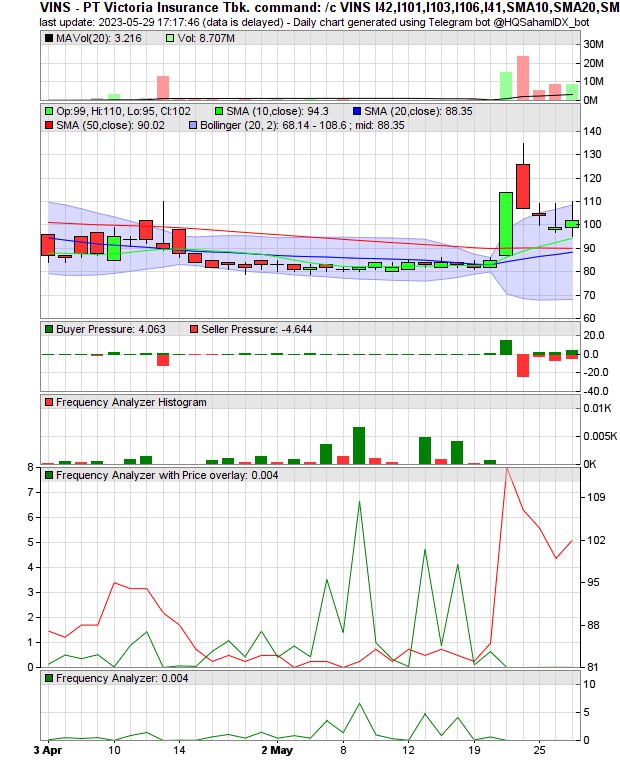 VINS - PT Victoria Insurance Tbk. command: /c VINS I42,I101,I103,I106,I41,SMA10,SMA20,SM
last update: 2023-05-29 17:17:46 (data is delayed) - Daily chart generated using Telegram bot @HQSahamIDX_bot
MAVol(20): 3.216 Vol: 8.707M
30M
20M
10M
0M
Op:99, Hi:110, Lo:95, Cl:102 SMA (10,close): 94.3 SMA (20,close): 88.35
SMA (50,close): 90.02 Bollinger (20, 2): 68.14 - 108.6 ; mid: 88.35
140
130
120
110
100
90
80
70
60
Buyer Pressure: 4.063 Seller Pressure: -4.644
20.0
0.0
-20.0
-40.0
Frequency Analyzer Histogram
0.01K
0.005K
0K
Frequency Analyzer with Price overlay: 0.004
8
7
6
5
4
3
2
1
0
109
102
95
88
81
Frequency Analyzer: 0.004
10
5
0
3 Apr 10 14 2 May 8 12 19 25